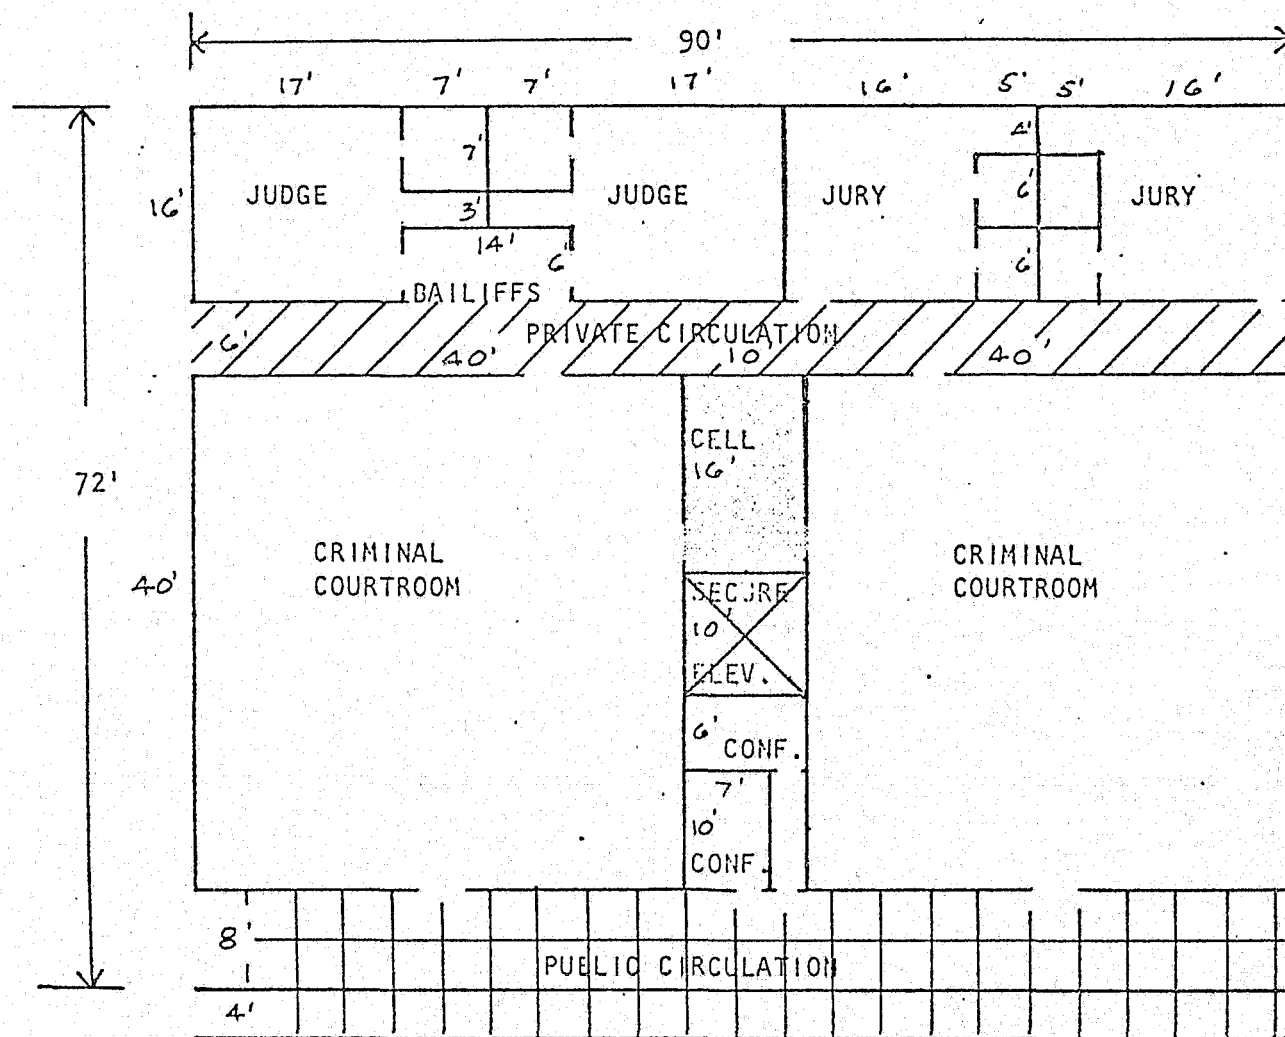 90'
17' 7' 7' 17' 16' 5' 5' 16'
4'
7'
16' JUDGE JUDGE JURY 6' JURY
3'
14'
6' 6'
BAILIFFS
PRIVATE CIRCULATION
6' 40' 10' 40'
CELL
16'
72'
CRIMINAL
COURTROOM
CRIMINAL
COURTROOM
40'
SECURE
10'
ELEV.
6' CONF.
7'
10'
CONF.
8'
PUBLIC CIRCULATION
4'